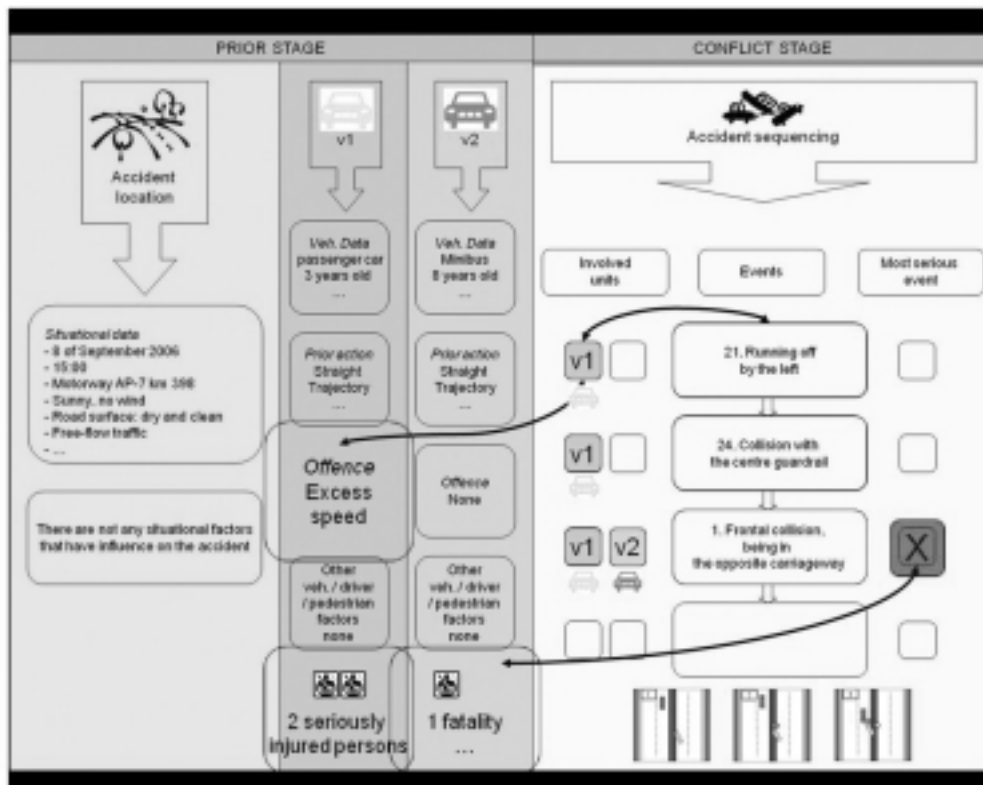 PRIOR STAGE
CONFLICT STAGE
Accident
location
v1
v2
Accident sequencing
Veh. Data
passenger car
3 years old
...
Veh. Data
Minibus
8 years old
...
Involved
units
Events
Most serious
event
Situational data
- 8 of September 2006
- 15:00
- Motorway AP-7 km 398
- Sunny, no wind
- Road surface: dry and clean
- Free-flow traffic
- ...
Prior action
Straight
Trajectory
...
Prior action
Straight
Trajectory
...
v1
21. Running off
by the left
Offence
Excess
speed
Offence
None
v1
24. Collision with
the centre guardrail
There are not any situational factors
that have influence on the accident
v1
v2
1. Frontal collision,
being in
the opposite carriageway
X
Other
veh. / driver
/ pedestrian
factors
none
Other
veh. / driver
/ pedestrian
factors
none
2 seriously
injured persons
1 fatality
...